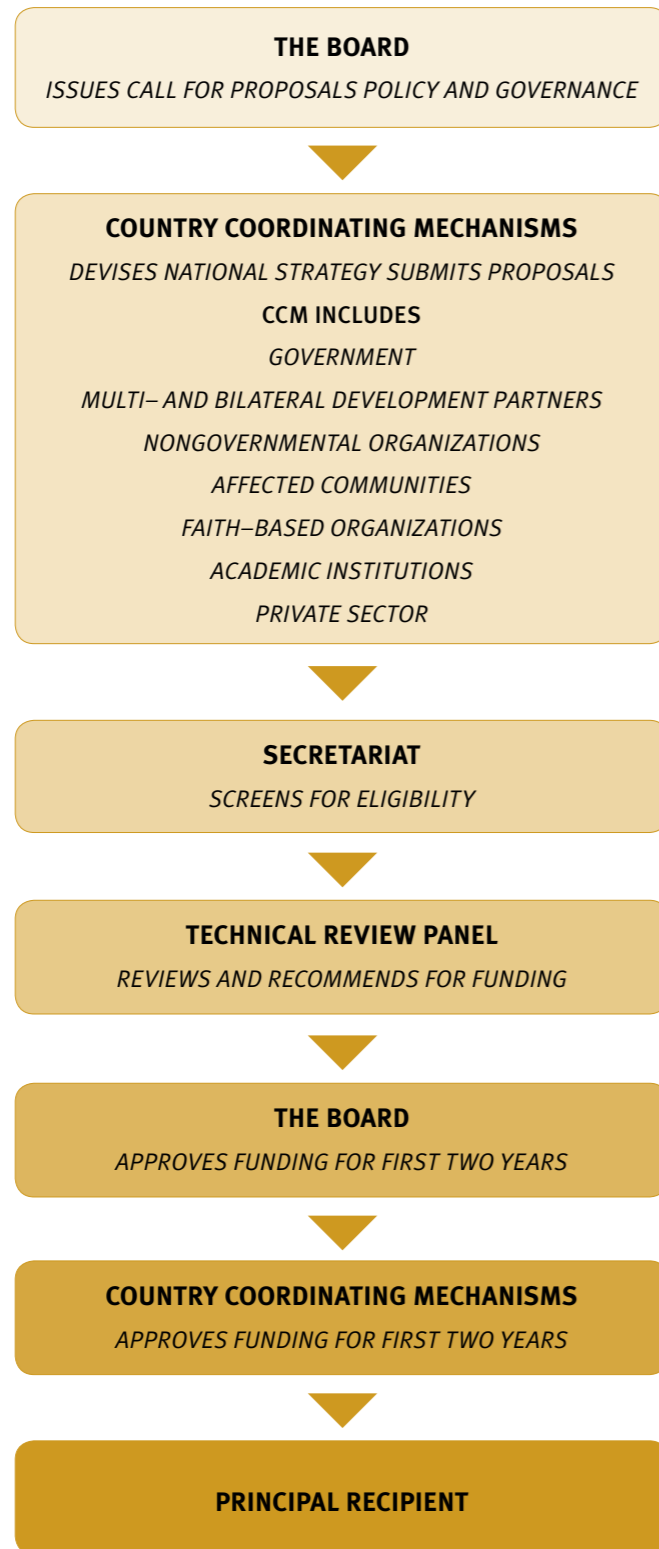 THE BOARD
ISSUES CALL FOR PROPOSALS POLICY AND GOVERNANCE
COUNTRY COORDINATING MECHANISMS
DEVISES NATIONAL STRATEGY SUBMITS PROPOSALS
CCM INCLUDES
GOVERNMENT
MULTI– AND BILATERAL DEVELOPMENT PARTNERS
NONGOVERNMENTAL ORGANIZATIONS
AFFECTED COMMUNITIES
FAITH–BASED ORGANIZATIONS
ACADEMIC INSTITUTIONS
PRIVATE SECTOR
SECRETARIAT
SCREENS FOR ELIGIBILITY
TECHNICAL REVIEW PANEL
REVIEWS AND RECOMMENDS FOR FUNDING
THE BOARD
APPROVES FUNDING FOR FIRST TWO YEARS
COUNTRY COORDINATING MECHANISMS
APPROVES FUNDING FOR FIRST TWO YEARS
PRINCIPAL RECIPIENT